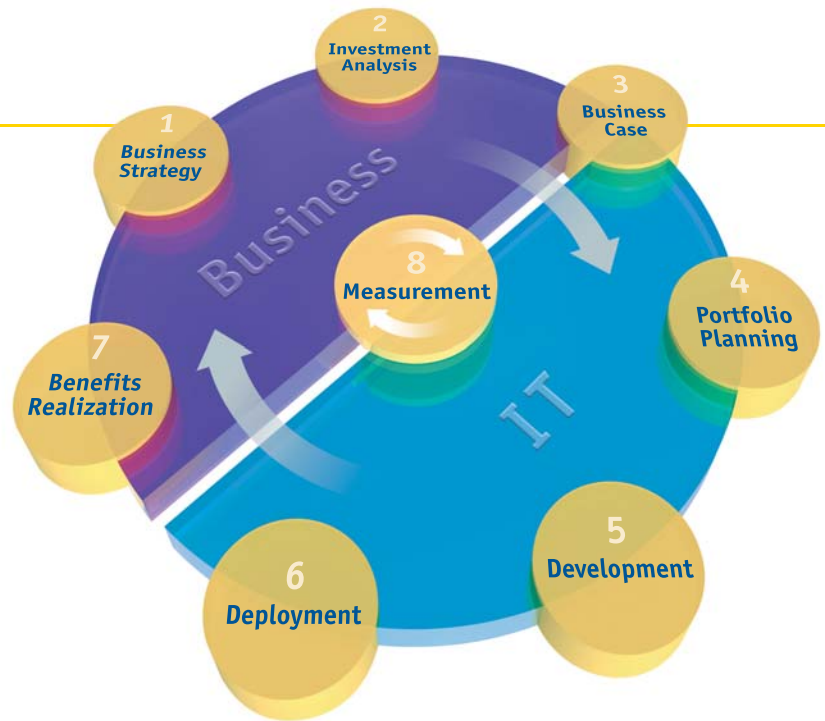 1
Business
Strategy
2
Investment
Analysis
3
Business
Case
4
Portfolio
Planning
5
Development
6
Deployment
7
Benefits
Realization
8
Measurement
Business
IT